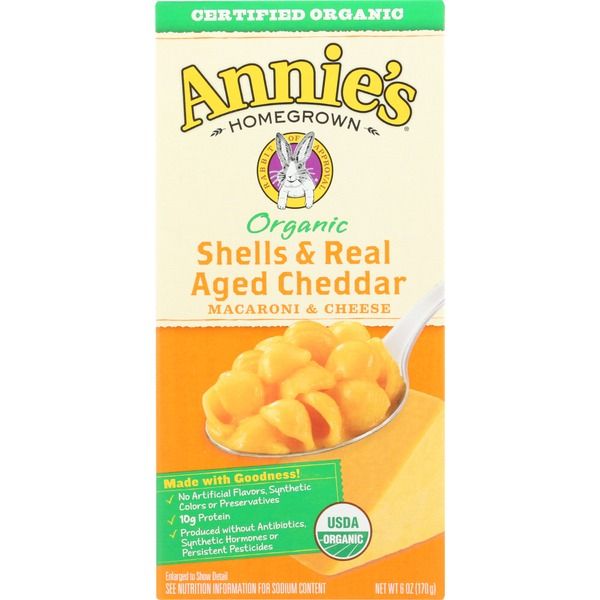 CERTIFIED ORGANIC
Annie's
HOMEGROWN
RABBIT OF APPROVAL
Organic
Shells & Real
Aged Cheddar
MACARONI & CHEESE
Made with Goodness!
✓ No Artificial Flavors, Synthetic
Colors or Preservatives
✓ 10g Protein
✓ Produced without Antibiotics,
Synthetic Hormones or
Persistent Pesticides
USDA
ORGANIC
Enlarged to Show Detail
SEE NUTRITION INFORMATION FOR SODIUM CONTENT
NET WT 6 OZ (170g)